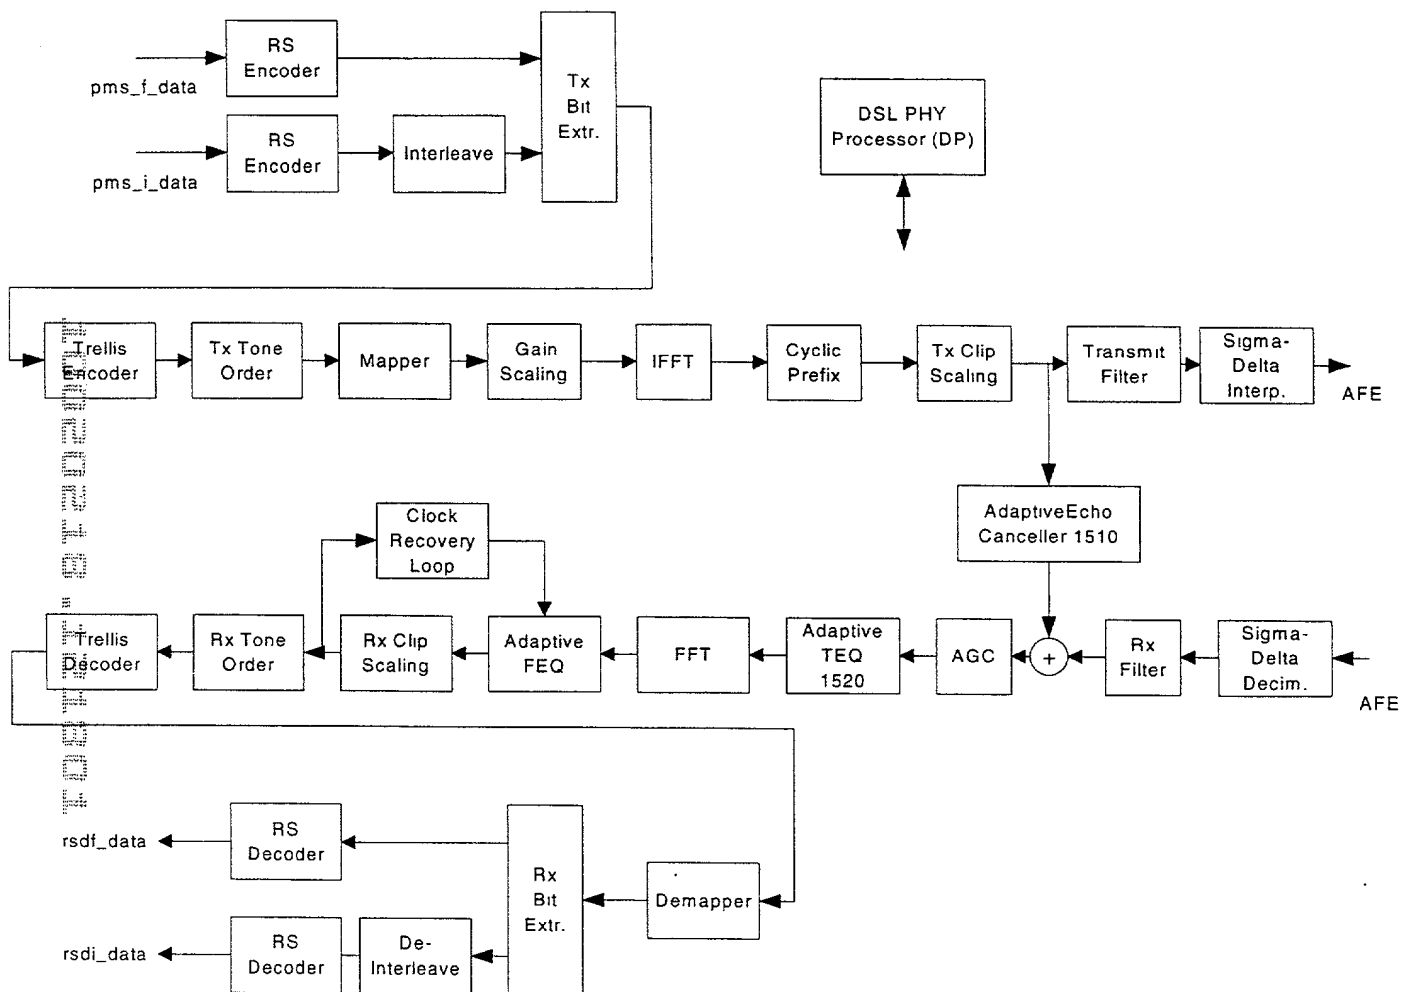 RS
Encoder
pms_f_data
RS
Encoder
pms_i_data
Interleave
Tx
Bit
Extr.
DSL PHY
Processor (DP)
Trellis
Encoder
Tx Tone
Order
Mapper
Gain
Scaling
IFFT
Cyclic
Prefix
Tx Clip
Scaling
Transmit
Filter
Sigma-
Delta
Interp.
AFE
AdaptiveEcho
Canceller 1510
Clock
Recovery
Loop
Trellis
Decoder
Rx Tone
Order
Rx Clip
Scaling
Adaptive
FEQ
FFT
Adaptive
TEQ
1520
AGC
+
Rx
Filter
Sigma-
Delta
Decim.
AFE
rsdf_data
RS
Decoder
Rx
Bit
Extr.
Demapper
rsdi_data
RS
Decoder
De-
Interleave